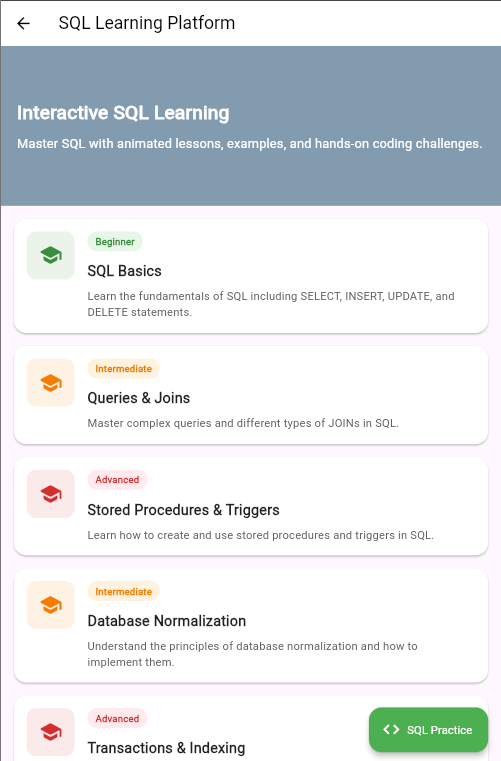 SQL Learning Platform
Interactive SQL Learning
Master SQL with animated lessons, examples, and hands-on coding challenges.
Beginner
SQL Basics
Learn the fundamentals of SQL including SELECT, INSERT, UPDATE, and
DELETE statements.
Intermediate
Queries & Joins
Master complex queries and different types of JOINs in SQL.
Advanced
Stored Procedures & Triggers
Learn how to create and use stored procedures and triggers in SQL.
Intermediate
Database Normalization
Understand the principles of database normalization and how to
implement them.
Advanced
Transactions & Indexing
<> SQL Practice